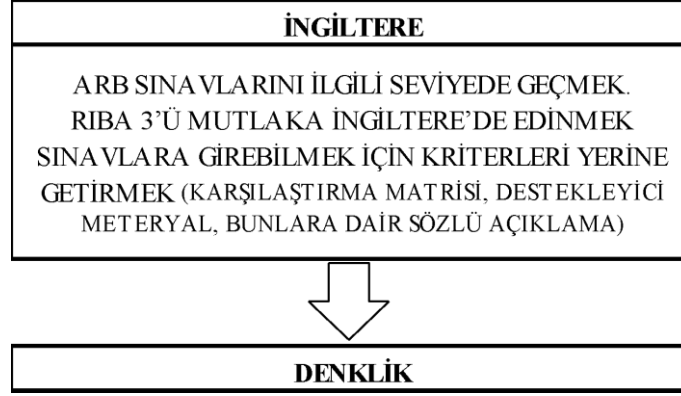 İNGİLTERE
ARB SINAVLARINI İLGİLİ SEVİYEDE GEÇMEK.
RIBA 3'Ü MUTLAKA İNGİLTERE'DE EDİNMEK
SINAVLARA GİREBİLMEK İÇİN KRİTERLERİ YERİNE
GETİRMEK (KARŞILAŞTIRMA MATRİSİ, DESTEKLEYİCİ
METERYAL, BUNLARA DAİR SÖZLÜ AÇIKLAMA)
DENKLİK